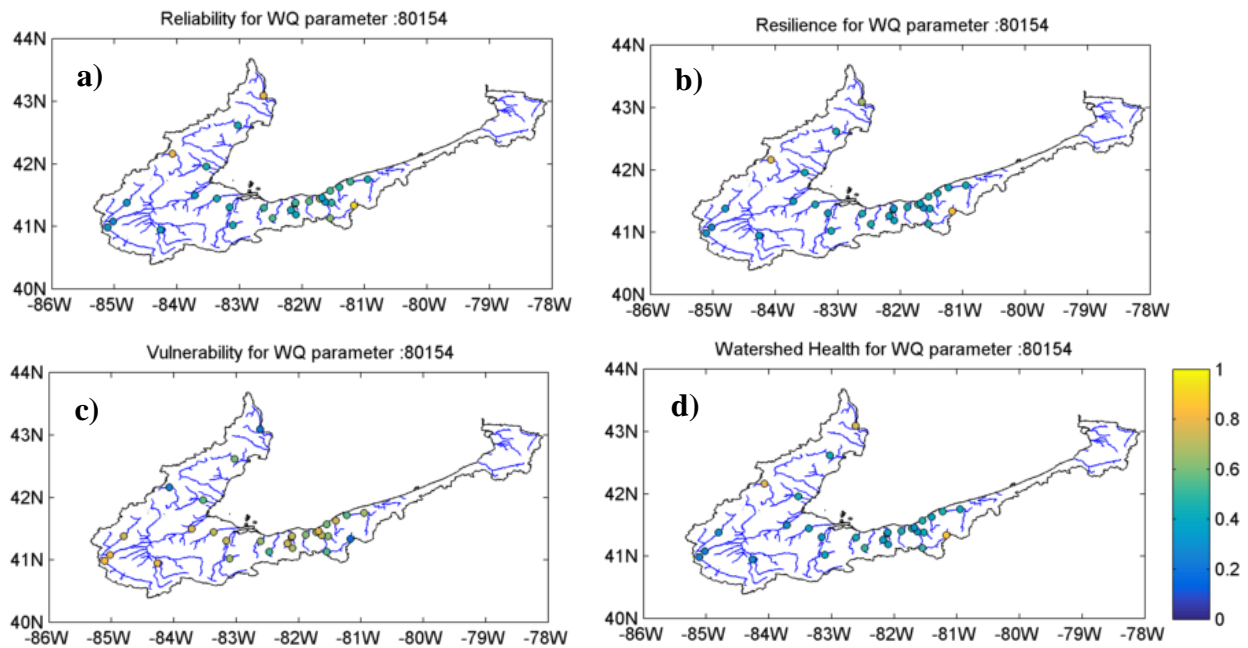 Reliability for WQ parameter :80154
a)
44N
43N
42N
41N
40N
-86W -85W -84W -83W -82W -81W -80W -79W -78W
Resilience for WQ parameter :80154
b)
44N
43N
42N
41N
40N
-86W -85W -84W -83W -82W -81W -80W -79W -78W
Vulnerability for WQ parameter :80154
c)
44N
43N
42N
41N
40N
-86W -85W -84W -83W -82W -81W -80W -79W -78W
Watershed Health for WQ parameter :80154
d)
44N
43N
42N
41N
40N
-86W -85W -84W -83W -82W -81W -80W -79W -78W
1
0.8
0.6
0.4
0.2
0